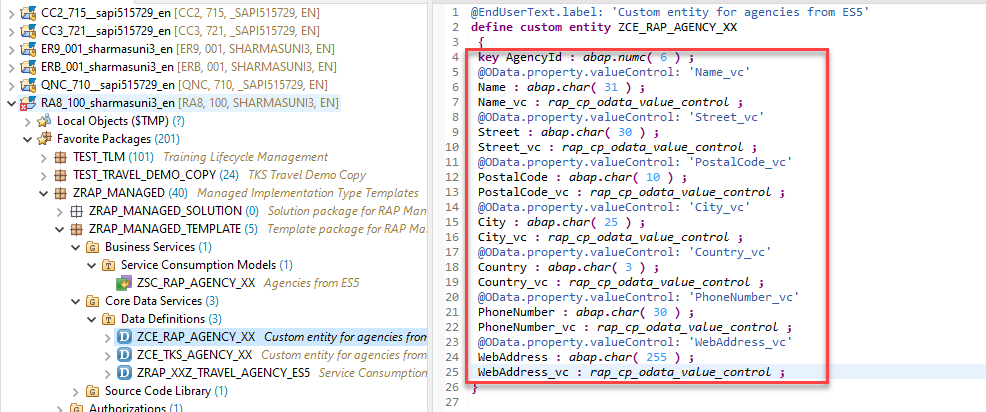 CC2_715__sapi515729_en [CC2, 715, _SAPI515729, EN]
CC3_721__sapi515729_en [CC3, 721, _SAPI515729, EN]
ER9_001_sharmasuni3_en [ER9, 001, SHARMASUNI3, EN]
ERB_001_sharmasuni3_en [ERB, 001, SHARMASUNI3, EN]
QNC_710__sapi515729_en [QNC, 710, _SAPI515729, EN]
RA8_100_sharmasuni3_en [RA8, 100, SHARMASUNI3, EN]
Local Objects ($TMP) (?)
Favorite Packages (201)
TEST_TLM (101) Training Lifecycle Management
TEST_TRAVEL_DEMO_COPY (24) TKS Travel Demo Copy
ZRAP_MANAGED (40) Managed Implementation Type Templates
ZRAP_MANAGED_SOLUTION (0) Solution package for RAP Man
ZRAP_MANAGED_TEMPLATE (5) Template package for RAP Man
Business Services (1)
Service Consumption Models (1)
ZSC_RAP_AGENCY_XX Agencies from ES5
Core Data Services (3)
Data Definitions (3)
ZCE_RAP_AGENCY_XX Custom entity for agencies from
ZCE_TKS_AGENCY_XX Custom entity for agencies from
ZRAP_XXZ_TRAVEL_AGENCY_ES5 Service Consumption
Source Code Library (1)
Authorizations (1)
1 @EndUserText.label: 'Custom entity for agencies from ES5'
2 define custom entity ZCE_RAP_AGENCY_XX
3 {
4 key AgencyId : abap.numc( 6 ) ;
5 @OData.property.valueControl: 'Name_vc'
6 Name : abap.char( 31 ) ;
7 Name_vc : rap_cp_odata_value_control ;
8 @OData.property.valueControl: 'Street_vc'
9 Street : abap.char( 30 ) ;
10 Street_vc : rap_cp_odata_value_control ;
11 @OData.property.valueControl: 'PostalCode_vc'
12 PostalCode : abap.char( 10 ) ;
13 PostalCode_vc : rap_cp_odata_value_control ;
14 @OData.property.valueControl: 'City_vc'
15 City : abap.char( 25 ) ;
16 City_vc : rap_cp_odata_value_control ;
17 @OData.property.valueControl: 'Country_vc'
18 Country : abap.char( 3 ) ;
19 Country_vc : rap_cp_odata_value_control ;
20 @OData.property.valueControl: 'PhoneNumber_vc'
21 PhoneNumber : abap.char( 30 ) ;
22 PhoneNumber_vc : rap_cp_odata_value_control ;
23 @OData.property.valueControl: 'WebAddress_vc'
24 WebAddress : abap.char( 255 ) ;
25 WebAddress_vc : rap_cp_odata_value_control ;
26 }
27